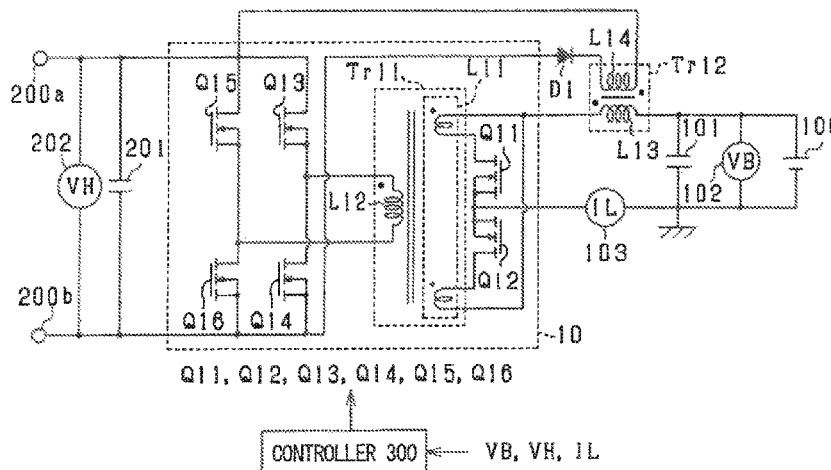 L14
Tr11
L11
Tr12
Q15
Q13
D1
200a
Q11
L13
101
202
201
VH
L12
VB
102
IL
103
Q12
200b
Q16
Q14
10
Q11, Q12, Q13, Q14, Q15, Q16
CONTROLLER 300
VB, VH, IL